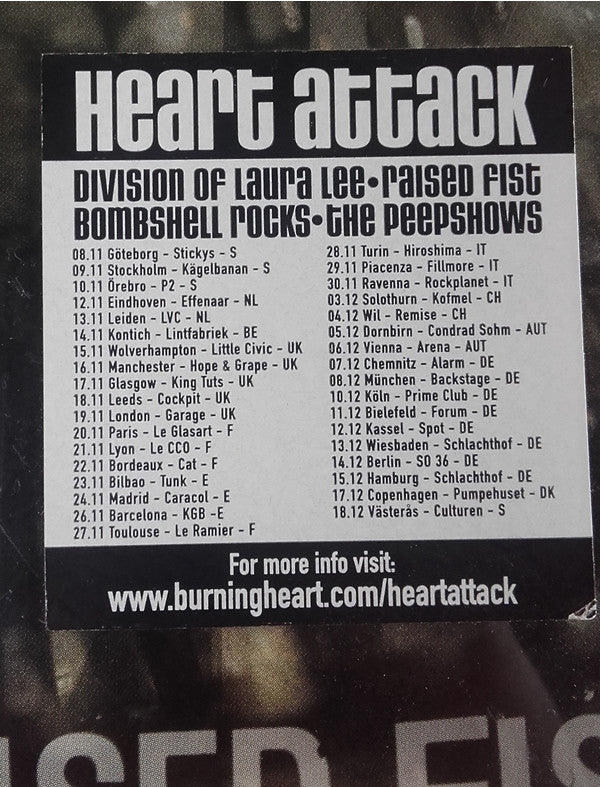 Heart attack
DIVISION OF Laura Lee•raised Fist
BOMBSHELL rocks•the PEEPSHOWS
08.11 Göteborg - Stickys - S
09.11 Stockholm - Kägelbanan - S
10.11 Örebro - P2 - S
12.11 Eindhoven - Effenaar - NL
13.11 Leiden - LVC - NL
14.11 Kontich - Lintfabriek - BE
15.11 Wolverhampton - Little Civic - UK
16.11 Manchester - Hope & Grape - UK
17.11 Glasgow - King Tuts - UK
18.11 Leeds - Cockpit - UK
19.11 London - Garage - UK
20.11 Paris - Le Glasart - F
21.11 Lyon - Le CCO - F
22.11 Bordeaux - Cat - F
23.11 Bilbao - Tunk - E
24.11 Madrid - Caracol - E
26.11 Barcelona - KGB -E
27.11 Toulouse - Le Ramier - F
28.11 Turin - Hiroshima - IT
29.11 Piacenza - Fillmore - IT
30.11 Ravenna - Rockplanet - IT
03.12 Solothurn - Kofmel - CH
04.12 Wil - Remise - CH
05.12 Dornbirn - Condrad Sohm - AUT
06.12 Vienna - Arena - AUT
07.12 Chemnitz - Alarm - DE
08.12 München - Backstage - DE
10.12 Köln - Prime Club - DE
11.12 Bielefeld - Forum - DE
12.12 Kassel - Spot - DE
13.12 Wiesbaden - Schlachthof - DE
14.12 Berlin - SO 36 - DE
15.12 Hamburg - Schlachthof - DE
17.12 Copenhagen - Pumpehuset - DK
18.12 Västerås - Culturen - S
For more info visit:
www.burningheart.com/heartattack
ISED FIS